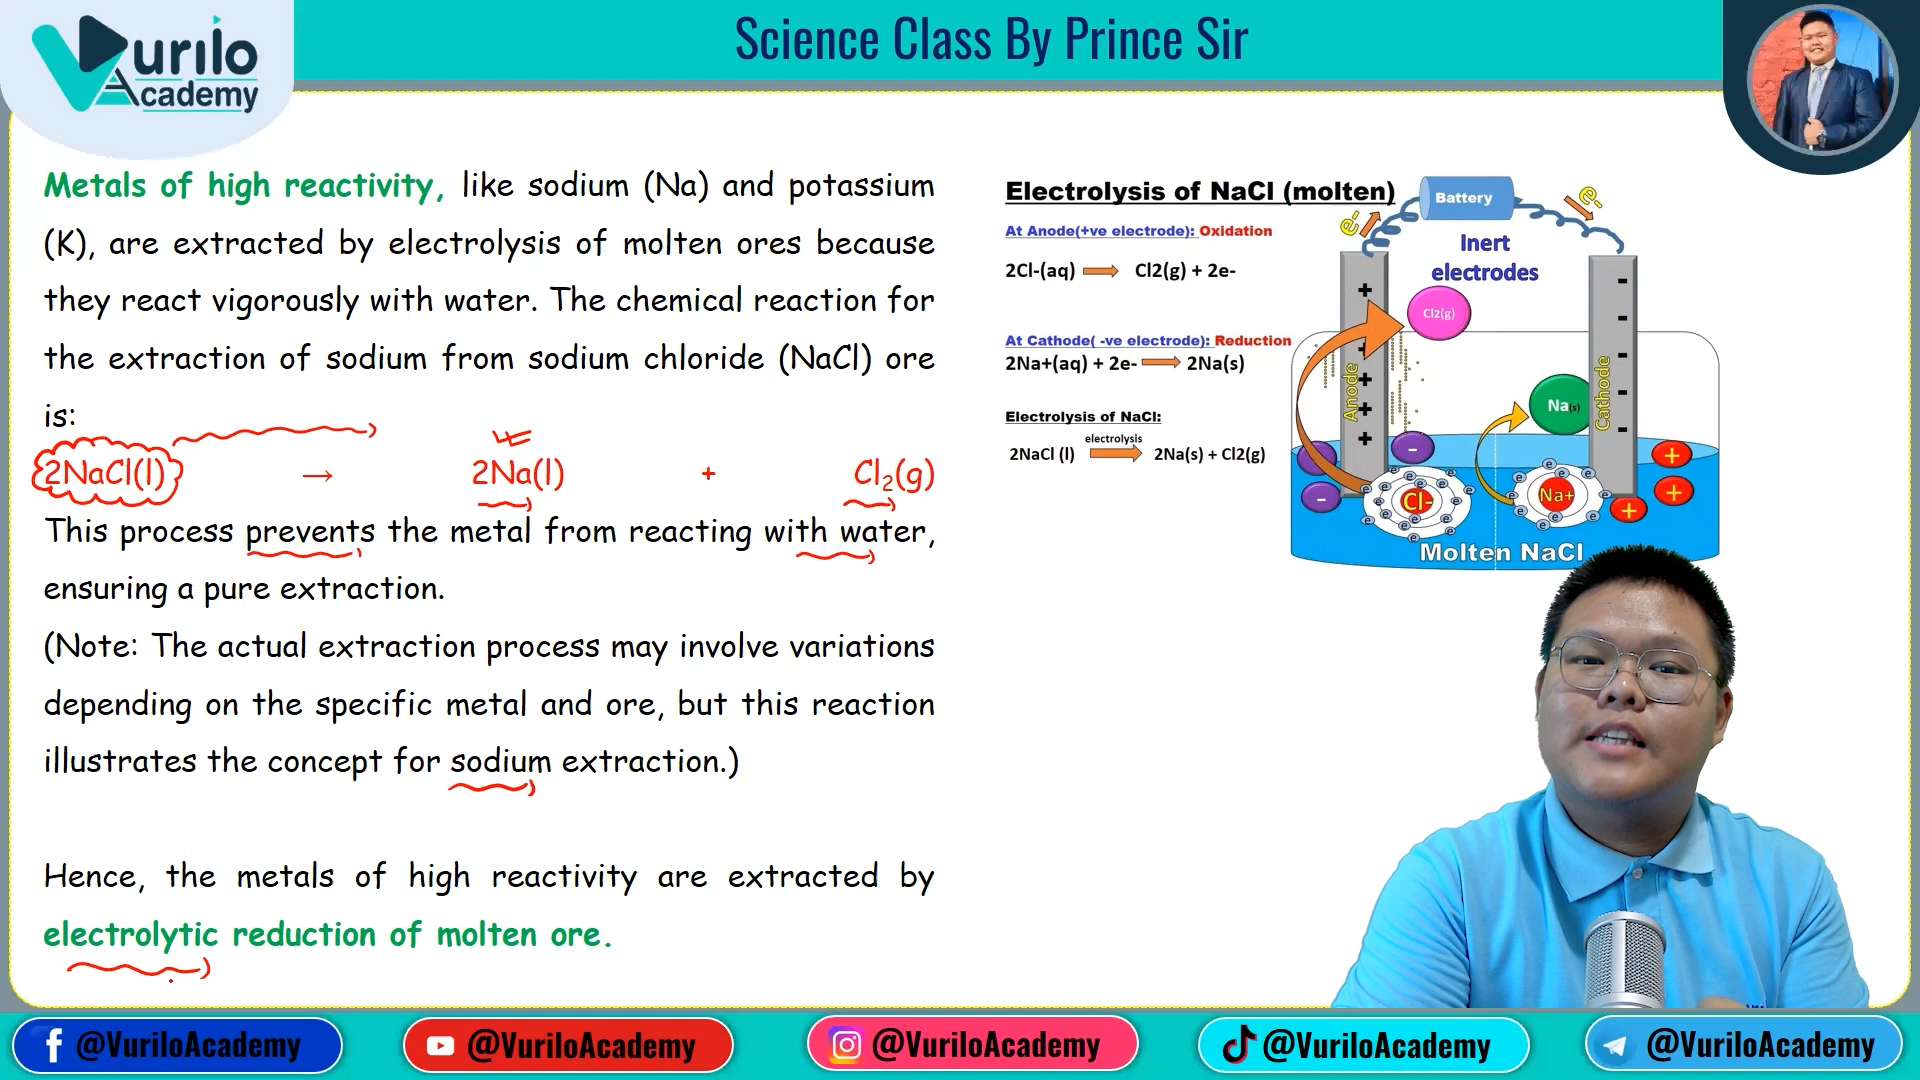 Vurilo
Academy
Science Class By Prince Sir
Metals of high reactivity, like sodium (Na) and potassium
(K), are extracted by electrolysis of molten ores because
they react vigorously with water. The chemical reaction for
the extraction of sodium from sodium chloride (NaCl) ore
is:
2NaCl(l) → 2Na(l) + Cl₂(g)
This process prevents the metal from reacting with water,
ensuring a pure extraction.
(Note: The actual extraction process may involve variations
depending on the specific metal and ore, but this reaction
illustrates the concept for sodium extraction.)
Hence, the metals of high reactivity are extracted by
electrolytic reduction of molten ore.
Electrolysis of NaCl (molten)
At Anode(+ve electrode): Oxidation
2Cl-(aq) → Cl2(g) + 2e-
At Cathode( -ve electrode): Reduction
2Na+(aq) + 2e- → 2Na(s)
Electrolysis of NaCl:
electrolysis
2NaCl (l) → 2Na(s) + Cl2(g)
Battery
e-
e-
Inert
electrodes
Cl2(g)
Anode
+
+
+
+
+
Cathode
-
-
-
-
-
Na(s)
-
-
+
+
+
Cl-
Na+
e e e e e e e e
e e e e e e e e
Molten NaCl
f @VuriloAcademy
@VuriloAcademy
@VuriloAcademy
@VuriloAcademy
@VuriloAcademy